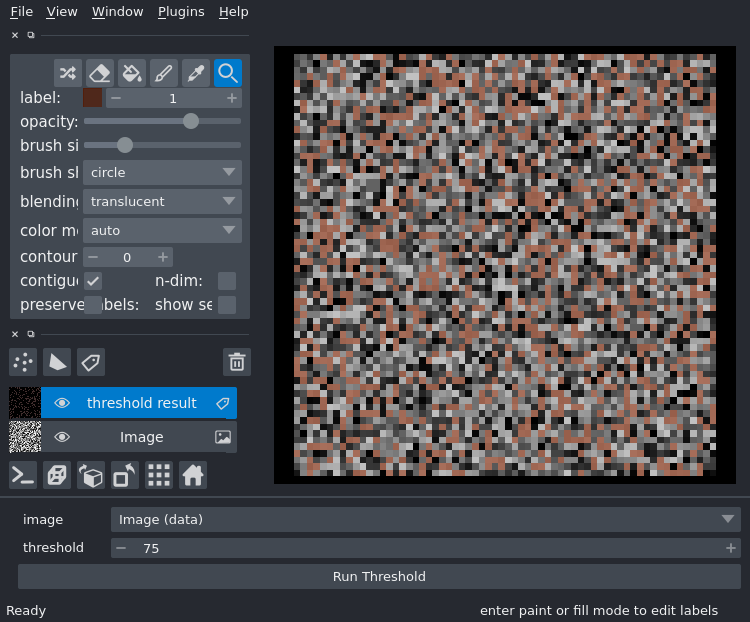 File View Window Plugins Help
label: 1
opacity:
brush si
brush sl circle
blending translucent
color m auto
contour 0
contigu n-dim:
preserve abels: show se
threshold result
Image
image Image (data)
threshold 75
Run Threshold
Ready enter paint or fill mode to edit labels